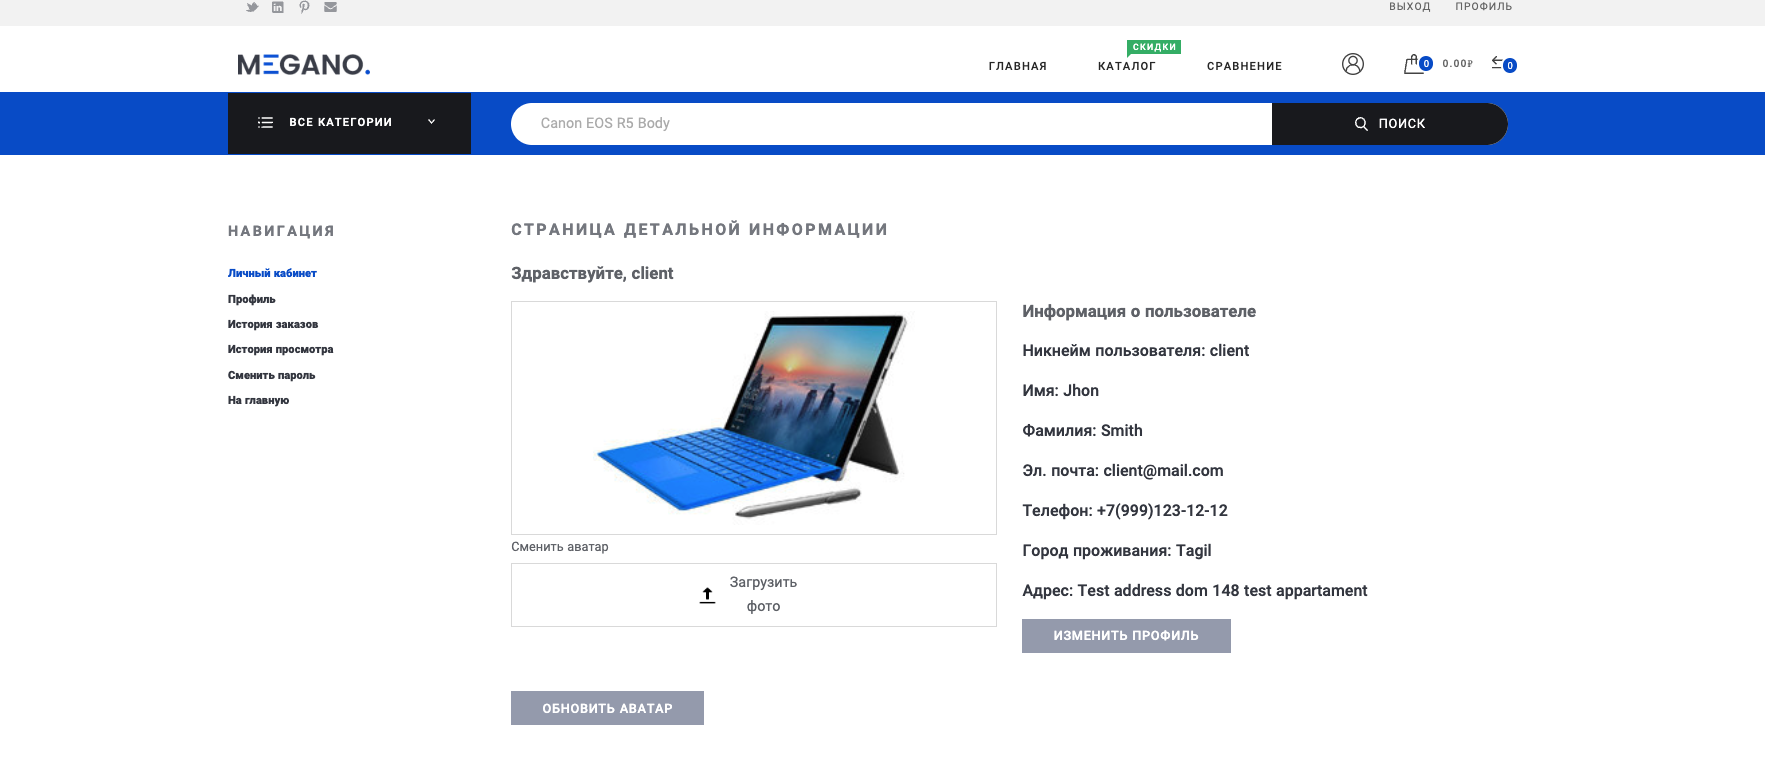 ВЫХОД ПРОФИЛЬ
MEGANO.
ГЛАВНАЯ
СКИДКИ
КАТАЛОГ
СРАВНЕНИЕ
0
0.00₽
0
ВСЕ КАТЕГОРИИ
Canon EOS R5 Body
ПОИСК
НАВИГАЦИЯ
Личный кабинет
Профиль
История заказов
История просмотра
Сменить пароль
На главную
СТРАНИЦА ДЕТАЛЬНОЙ ИНФОРМАЦИИ
Здравствуйте, client
Сменить аватар
Загрузить
фото
ОБНОВИТЬ АВАТАР
Информация о пользователе
Никнейм пользователя: client
Имя: Jhon
Фамилия: Smith
Эл. почта: client@mail.com
Телефон: +7(999)123-12-12
Город проживания: Tagil
Адрес: Test address dom 148 test appartament
ИЗМЕНИТЬ ПРОФИЛЬ